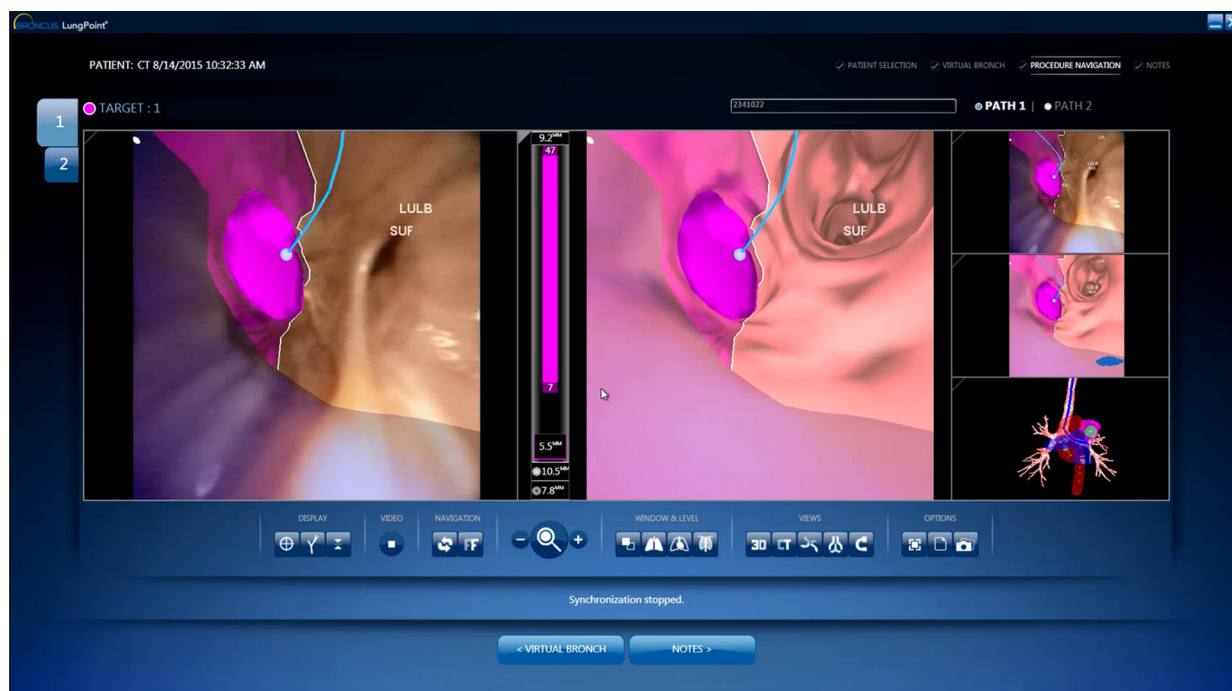 BRONCUS LungPoint®
PATIENT: CT 8/14/2015 10:32:33 AM
PATIENT SELECTION VIRTUAL BRONCH PROCEDURE NAVIGATION NOTES
1 TARGET : 1 2341022 PATH 1 | PATH 2
2
9.2MM
47
LULB
SUF
LULB
SUF
LULB
7
5.5MM
10.5MM
7.8MM
DISPLAY VIDEO NAVIGATION WINDOW & LEVEL VIEWS OPTIONS
FF 3D CT
Synchronization stopped.
< VIRTUAL BRONCH NOTES >